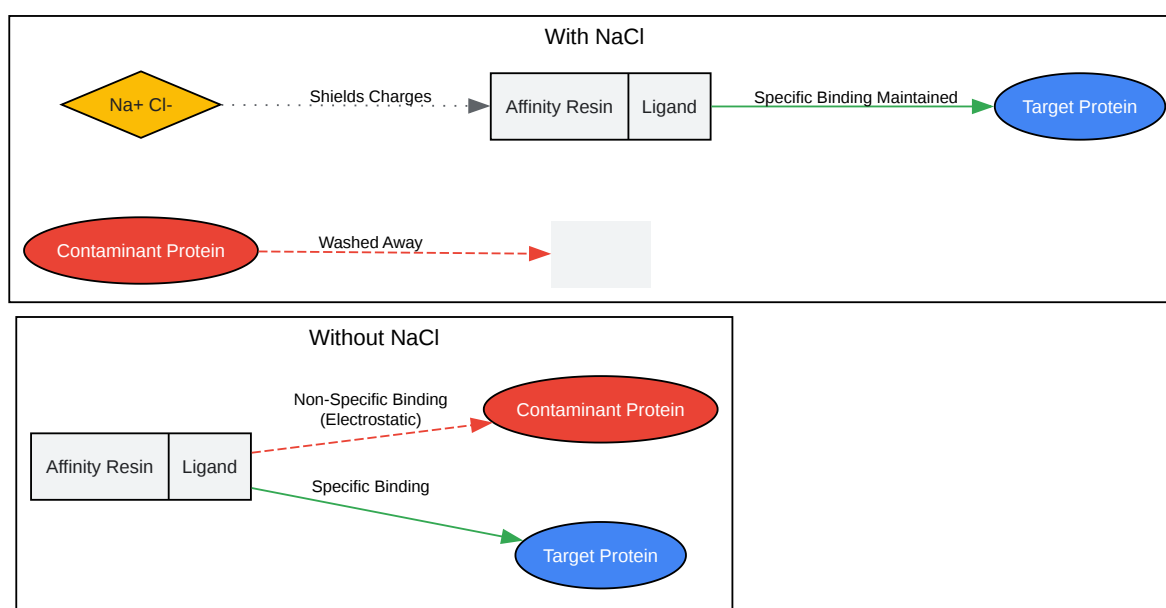 With NaCl
Na+ Cl-
Shields Charges
Affinity Resin
Ligand
Specific Binding Maintained
Target Protein
Contaminant Protein
Washed Away
Without NaCl
Non-Specific Binding
(Electrostatic)
Contaminant Protein
Affinity Resin
Ligand
Specific Binding
Target Protein